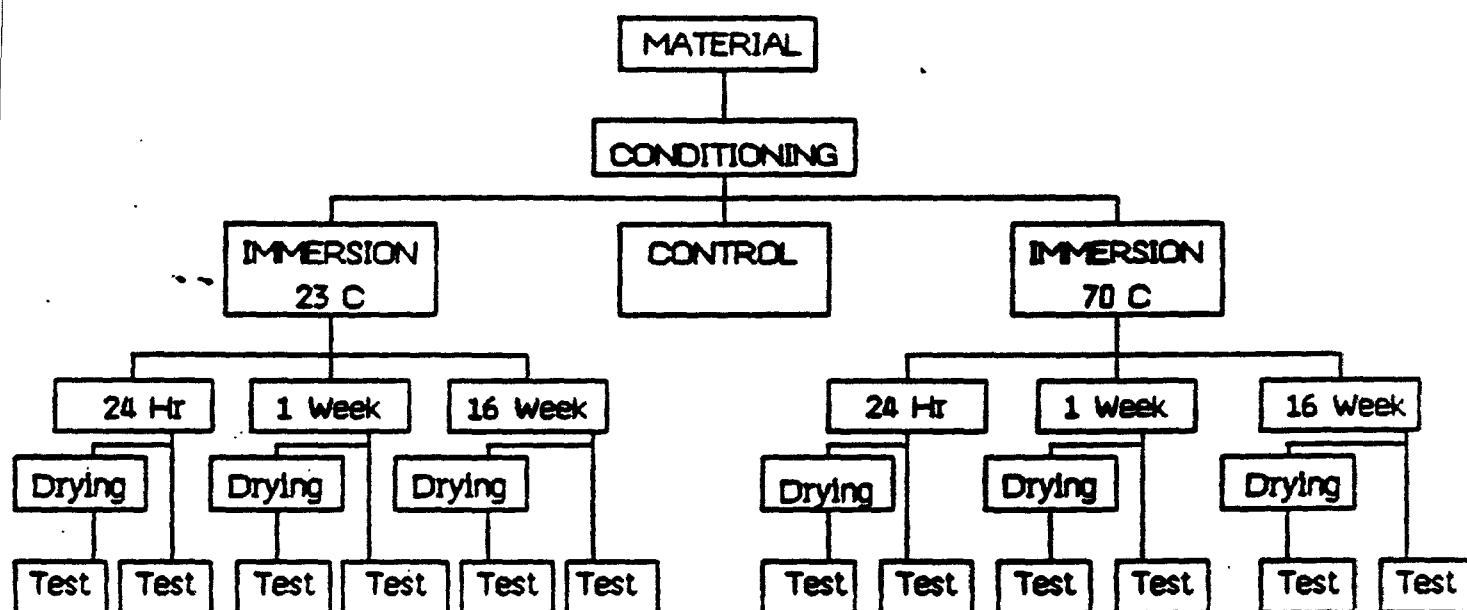 MATERIAL
CONDITIONING
IMMERSION
23 C
CONTROL
IMMERSION
70 C
24 Hr
1 Week
16 Week
24 Hr
1 Week
16 Week
Drying
Drying
Drying
Drying
Drying
Drying
Test
Test
Test
Test
Test
Test
Test
Test
Test
Test
Test
Test